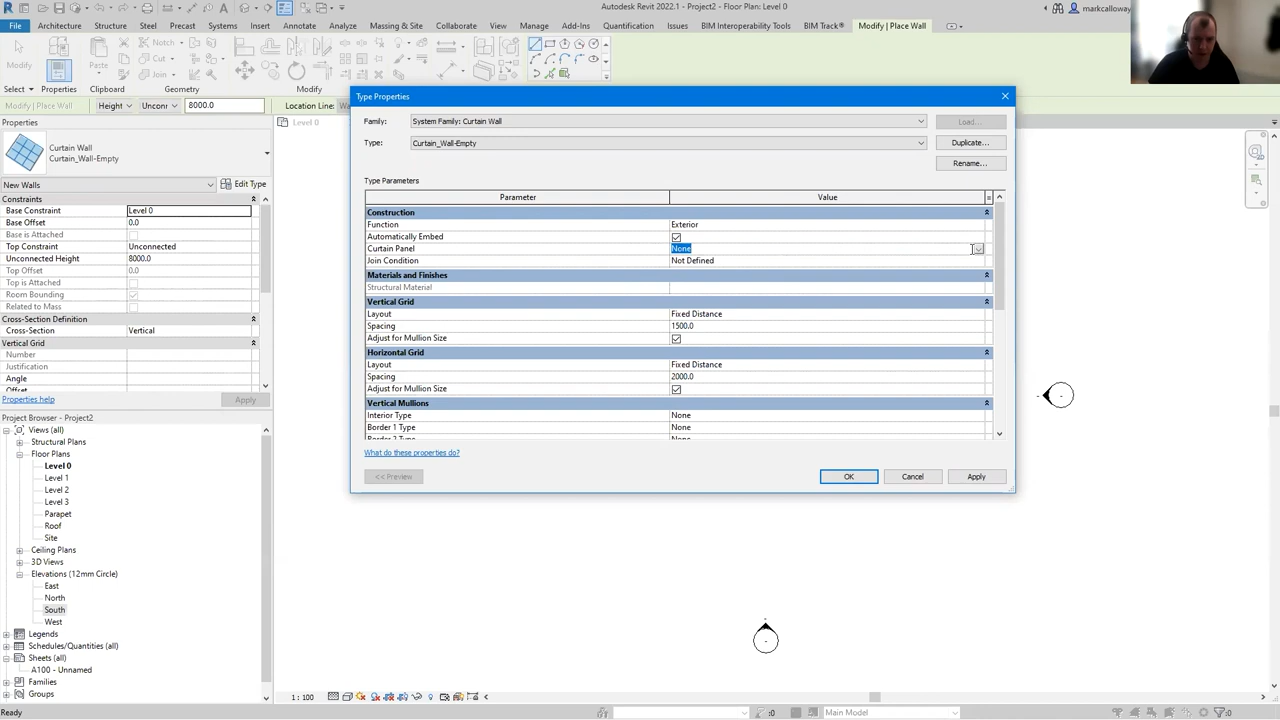 Autodesk Revit 2022.1 - Project2 - Floor Plan: Level 0
markcalloway
File
Architecture
Structure
Steel
Precast
Systems
Insert
Annotate
Analyze
Massing & Site
Collaborate
View
Manage
Add-Ins
Quantification
Issues
BIM Interoperability Tools
BIM Track
Modify | Place Wall
Modify
Paste
Notch
Cut
Join
Select
Properties
Clipboard
Geometry
Modify
Modify | Place Wall
Height
Unconr
8000.0
Location Line:
Properties
Curtain Wall
Curtain_Wall-Empty
New Walls
Edit Type
Constraints
Base Constraint Level 0
Base Offset 0.0
Base is Attached
Top Constraint Unconnected
Unconnected Height 8000.0
Top Offset 0.0
Top is Attached
Room Bounding
Related to Mass
Cross-Section Definition
Cross-Section Vertical
Vertical Grid
Number
Justification
Angle
Offset
Properties help
Apply
Project Browser - Project2
Views (all)
Structural Plans
Floor Plans
Level 0
Level 1
Level 2
Level 3
Parapet
Roof
Site
Ceiling Plans
3D Views
Elevations (12mm Circle)
East
North
South
West
Legends
Schedules/Quantities (all)
Sheets (all)
A100 - Unnamed
Families
Groups
Ready
Level 0
Type Properties
Family: System Family: Curtain Wall
Load...
Type: Curtain_Wall-Empty
Duplicate...
Rename...
Type Parameters
Parameter Value =
Construction
Function Exterior
Automatically Embed
Curtain Panel None
Join Condition Not Defined
Materials and Finishes
Structural Material
Vertical Grid
Layout Fixed Distance
Spacing 1500.0
Adjust for Mullion Size
Horizontal Grid
Layout Fixed Distance
Spacing 2000.0
Adjust for Mullion Size
Vertical Mullions
Interior Type None
Border 1 Type None
Border 2 Type None
What do these properties do?
<< Preview
OK
Cancel
Apply
1 : 100
:0
Main Model
:0